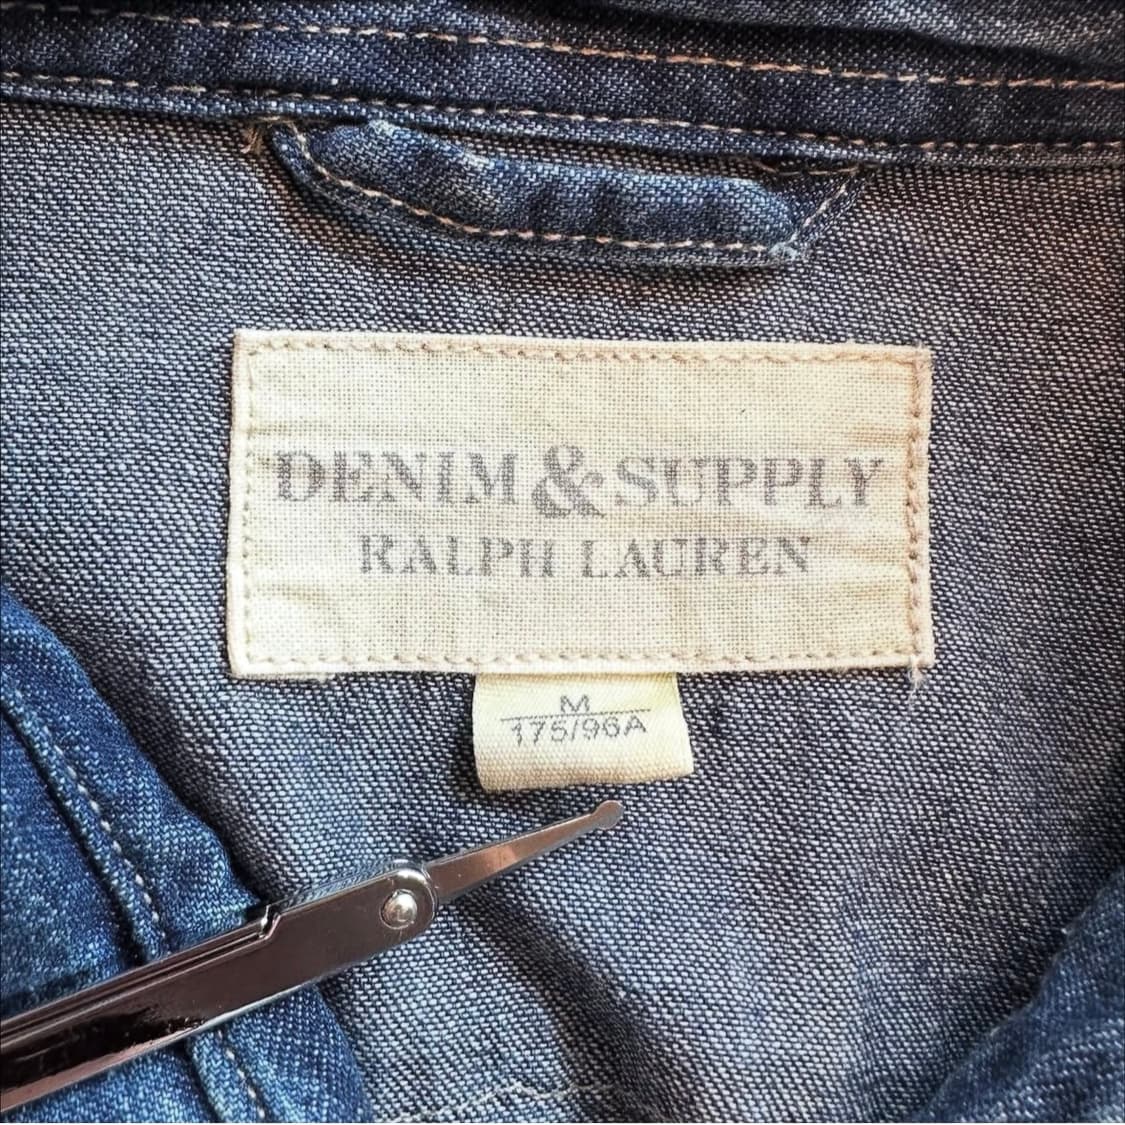 DENIM & SUPPLY
RALPH LAUREN
M
175/96A